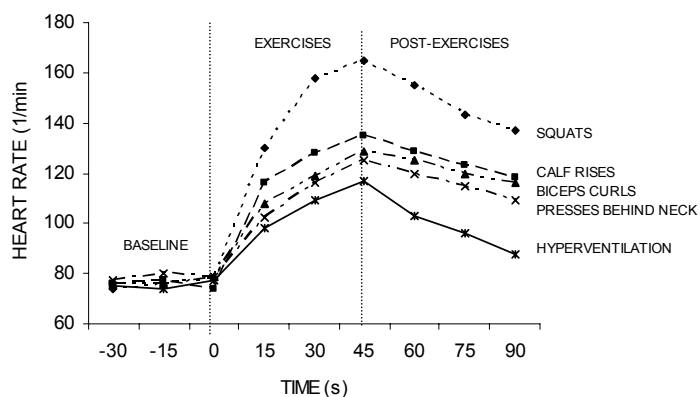 180
160
140
120
100
80
60
HEART RATE (1/min
BASELINE
EXERCISES
POST-EXERCISES
SQUATS
CALF RISES
BICEPS CURLS
PRESSES BEHIND NECK
HYPERVENTILATION
-30 -15 0 15 30 45 60 75 90
TIME (s)